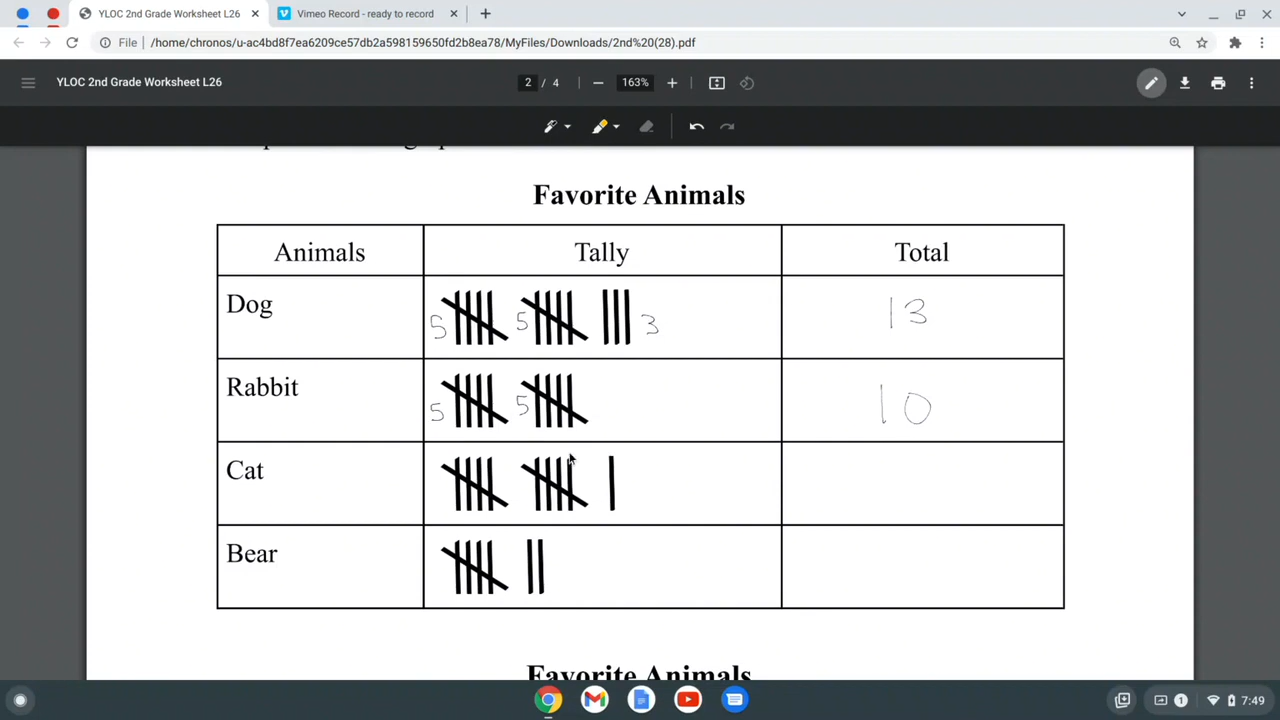 YLOC 2nd Grade Worksheet L26
Vimeo Record - ready to record
File
/home/chronos/u-ac4bd8f7ea6209ce57db2a598159650fd2b8ea78/MyFiles/Downloads/2nd%20(28).pdf
YLOC 2nd Grade Worksheet L26
2 / 4
163%
Favorite Animals
Animals Tally Total
Dog 5 5 3 13
Rabbit 5 5 10
Cat
Bear
Favorite Animals
1
7:49